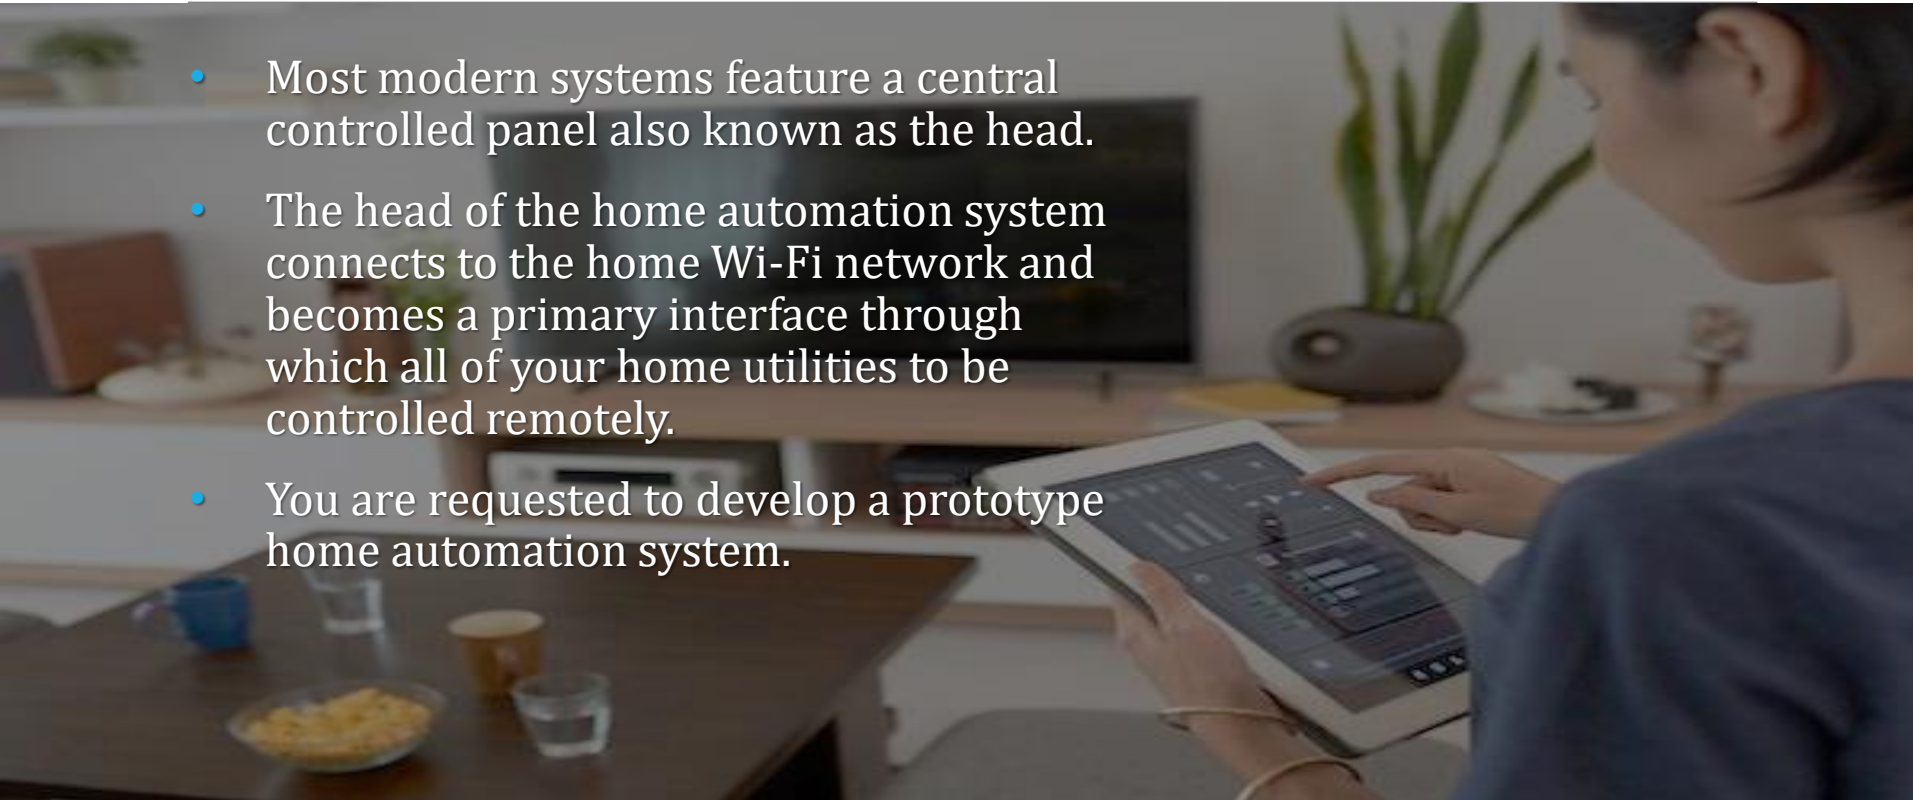 • Most modern systems feature a central
controlled panel also known as the head.
• The head of the home automation system
connects to the home Wi-Fi network and
becomes a primary interface through
which all of your home utilities to be
controlled remotely.
• You are requested to develop a prototype
home automation system.